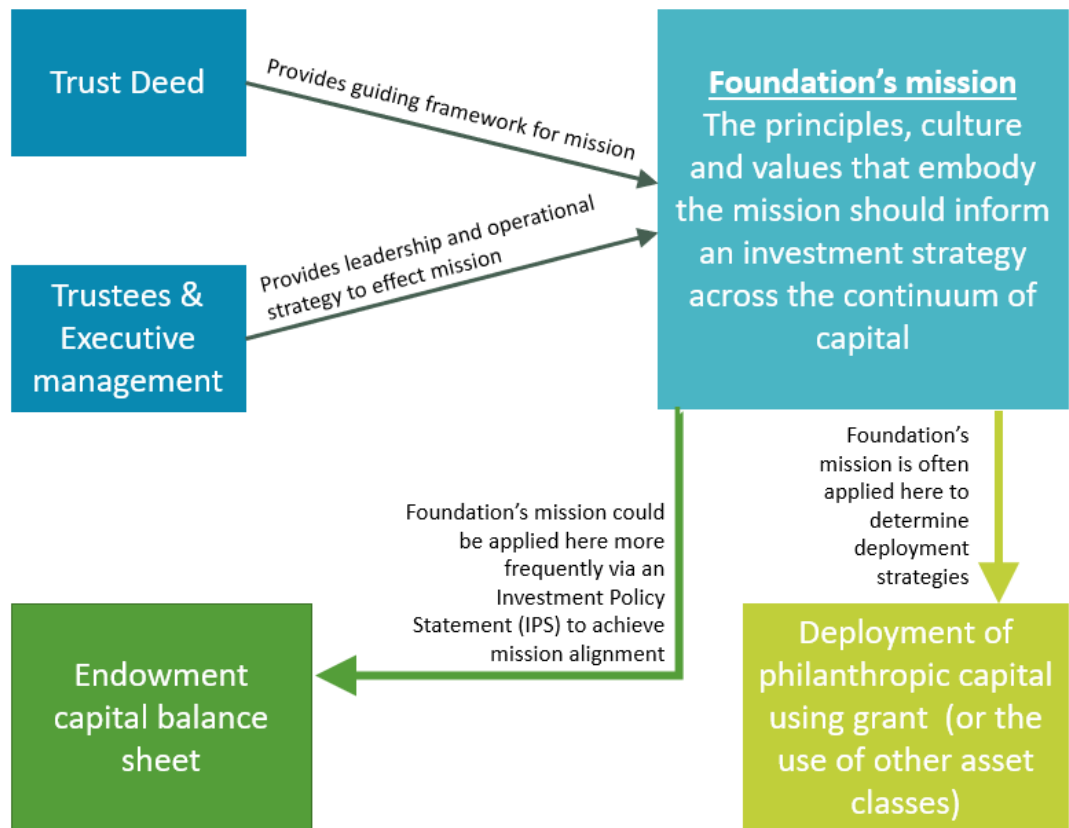 Trust Deed
Provides guiding framework for mission
Foundation's mission
The principles, culture
and values that embody
the mission should inform
an investment strategy
across the continuum of
capital
Trustees &
Executive
management
Provides leadership and operational
strategy to effect mission
Foundation's mission could
be applied here more
frequently via an
Investment Policy
Statement (IPS) to achieve
mission alignment
Foundation's
mission is often
applied here to
determine
deployment
strategies
Endowment
capital balance
sheet
Deployment of
philanthropic capital
using grant  (or the
use of other asset
classes)